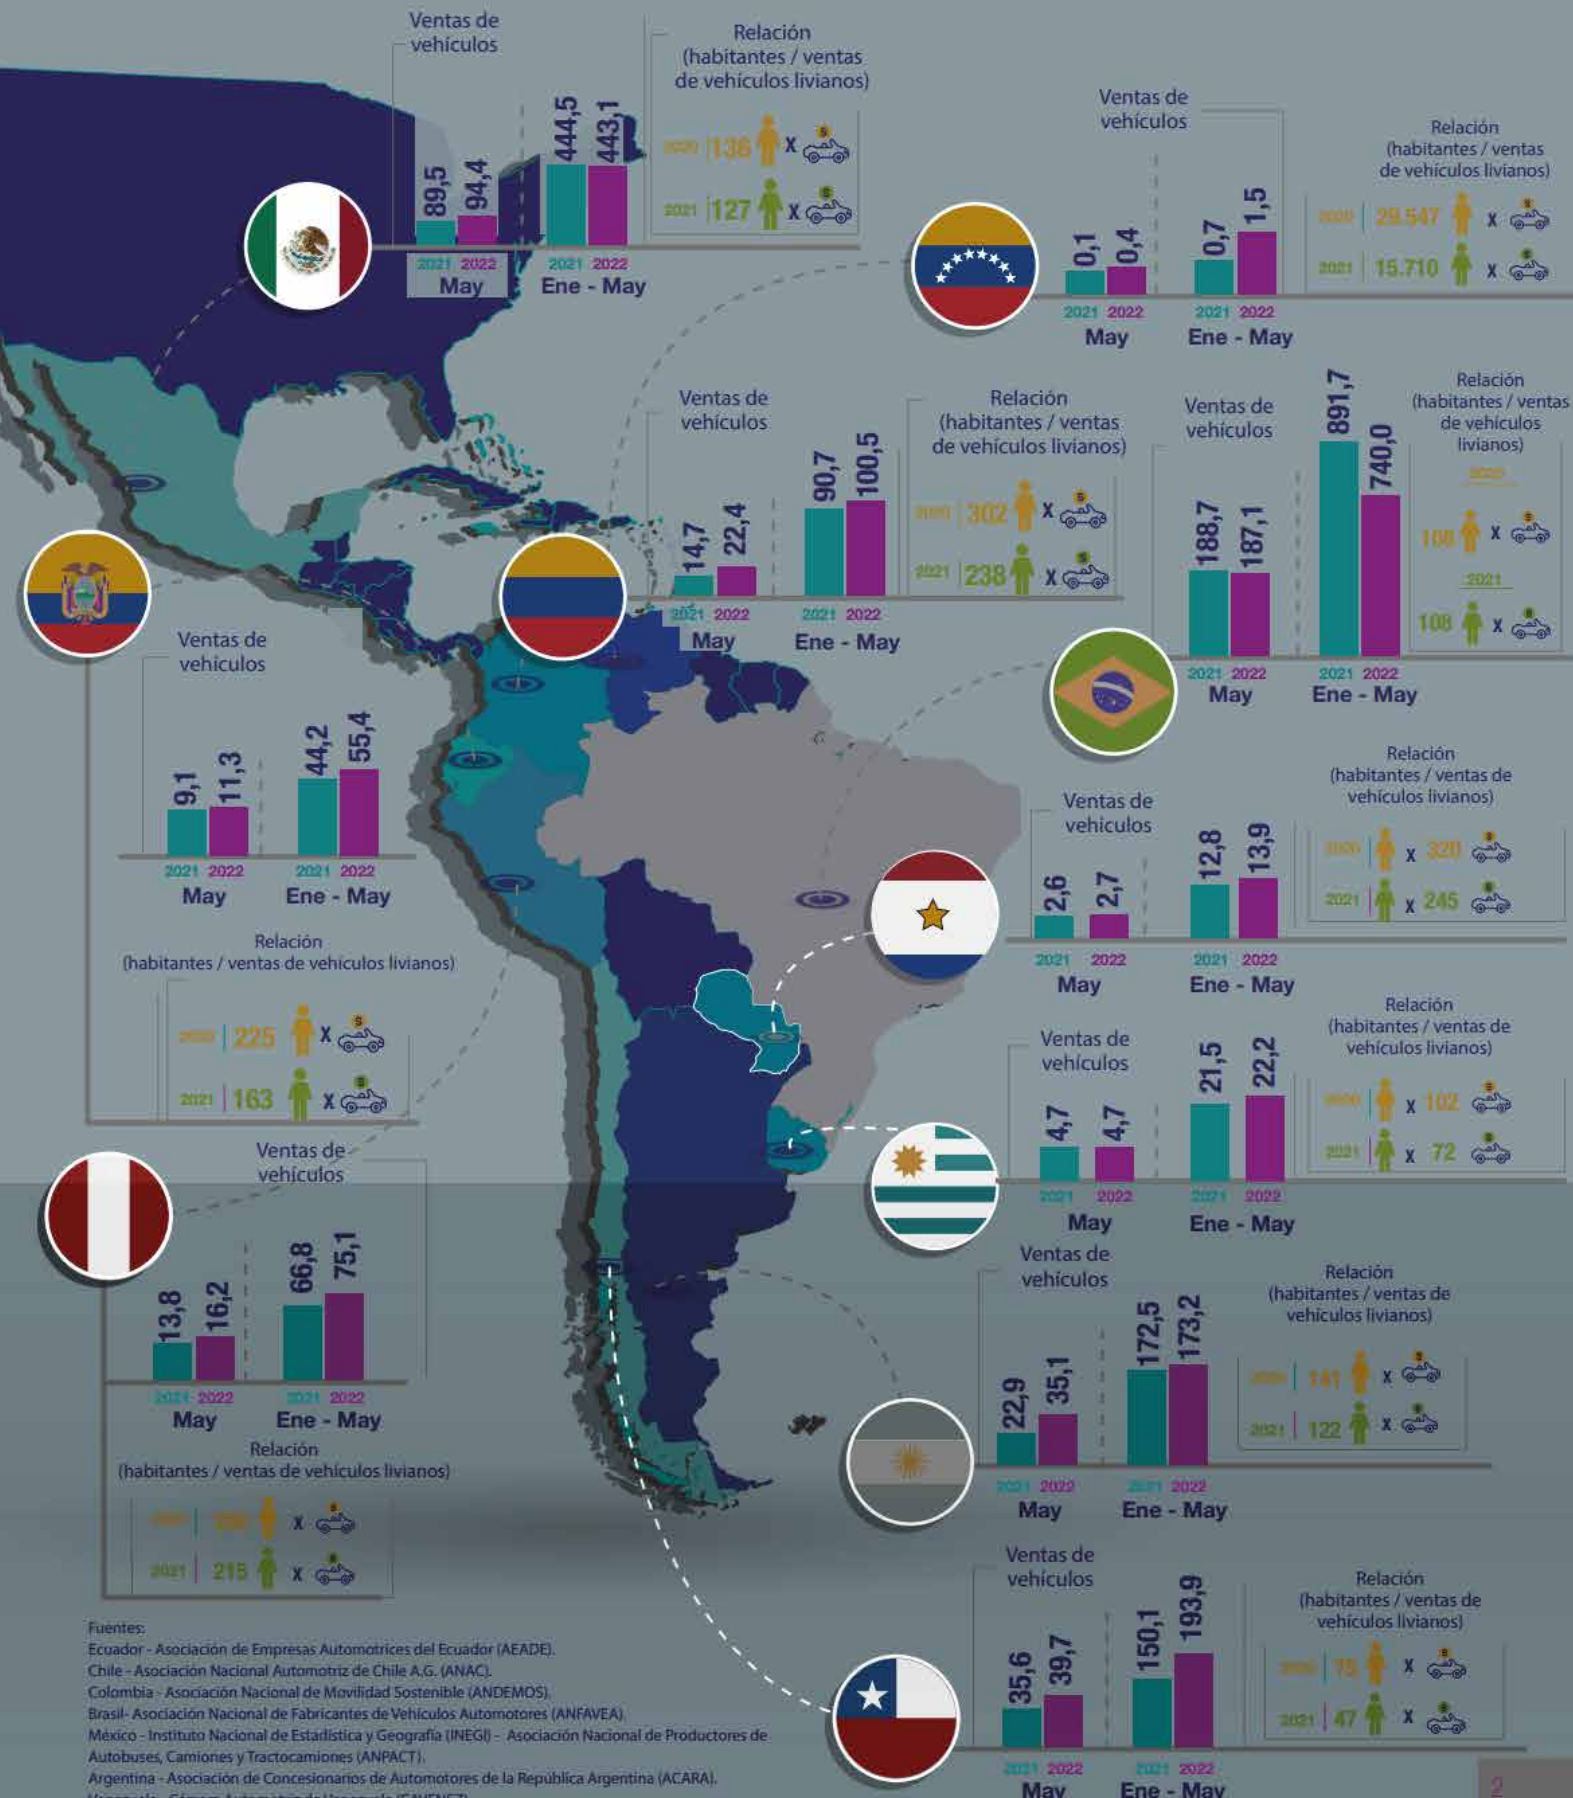 Ventas de
vehículos
Relación
(habitantes / ventas
de vehículos livianos)
89,5 94,4 444,5 443,1
2020 136 X
2021 127 X
2021 2022 2021 2022
May Ene - May
Ventas de
vehículos
Relación
(habitantes / ventas
de vehículos livianos)
0,1 0,4 0,7 1,5
2020 29.547 X
2021 15.710 X
2021 2022 2021 2022
May Ene - May
Ventas de
vehículos
Relación
(habitantes / ventas
de vehículos livianos)
14,7 22,4 90,7 100,5
2020 302 X
2021 238 X
2021 2022 2021 2022
May Ene - May
Ventas de
vehículos
Relación
(habitantes / ventas
de vehículos
livianos)
188,7 187,1 891,7 740,0
2020
X
2021
108 X
2021 2022 2021 2022
May Ene - May
Ventas de
vehículos
9,1 11,3 44,2 55,4
2021 2022 2021 2022
May Ene - May
Relación
(habitantes / ventas de vehículos livianos)
2020 225 X
2021 163 X
Ventas de
vehículos
Relación
(habitantes / ventas de
vehículos livianos)
2,6 2,7 12,8 13,9
2020 X 320
2021 X 245
2021 2022 2021 2022
May Ene - May
Ventas de
vehículos
Relación
(habitantes / ventas de
vehículos livianos)
4,7 4,7 21,5 22,2
2020 X 102
2021 X 72
2021 2022 2021 2022
May Ene - May
Ventas de
vehículos
13,8 16,2 66,8 75,1
2021 2022 2021 2022
May Ene - May
Relación
(habitantes / ventas de vehículos livianos)
2020 X
2021 215 X
Ventas de
vehículos
Relación
(habitantes / ventas de
vehículos livianos)
22,9 35,1 172,5 173,2
2020 141 X
2021 122 X
2021 2022 2021 2022
May Ene - May
Ventas de
vehículos
Relación
(habitantes / ventas de
vehículos livianos)
35,6 39,7 150,1 193,9
2020 75 X
2021 47 X
2021 2022 2021 2022
May Ene - May
Fuentes:
Ecuador - Asociación de Empresas Automotrices del Ecuador (AEADE).
Chile - Asociación Nacional Automotriz de Chile A.G. (ANAC).
Colombia - Asociación Nacional de Movilidad Sostenible (ANDEMOS).
Brasil- Asociación Nacional de Fabricantes de Vehículos Automotores (ANFAVEA).
México - Instituto Nacional de Estadística y Geografía (INEGI) - Asociación Nacional de Productores de
Autobuses, Camiones y Tractocamiones (ANPACT).
Argentina - Asociación de Concesionarios de Automotores de la República Argentina (ACARA).
2